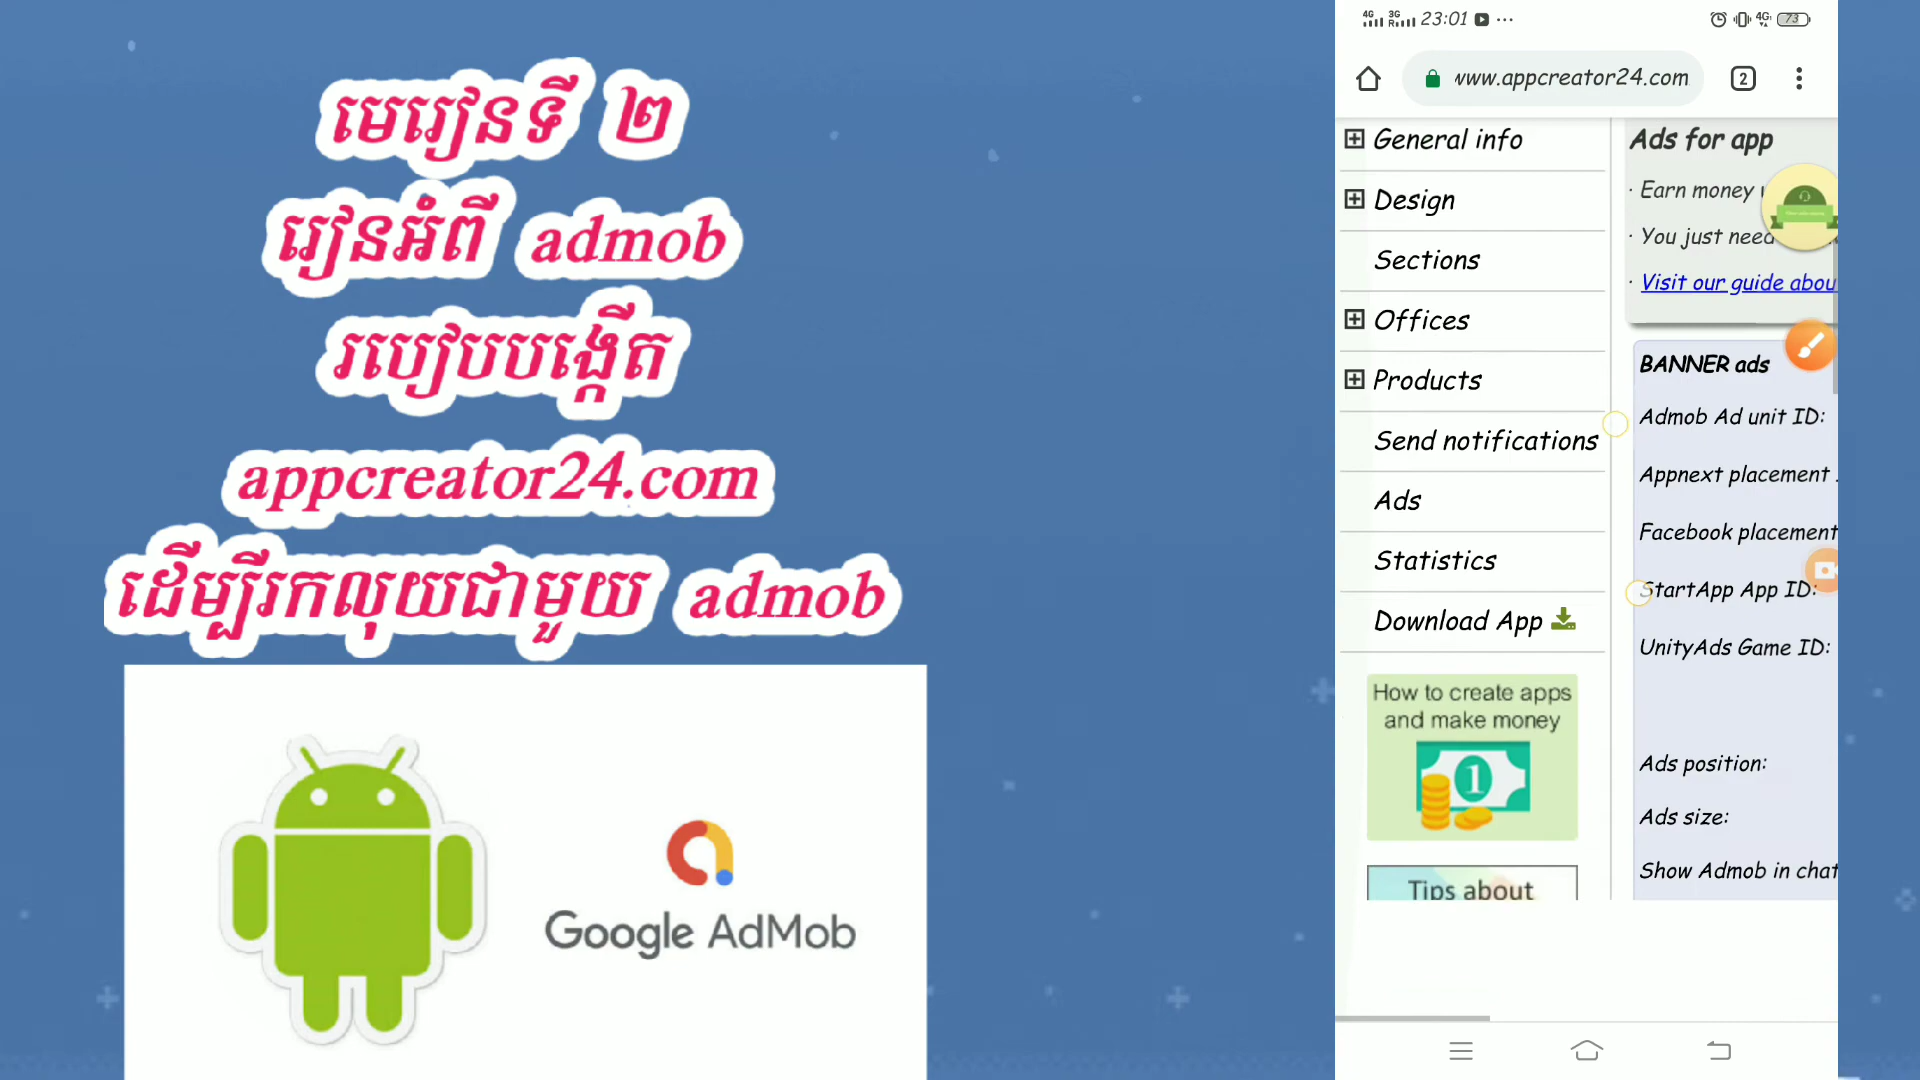 មេរៀនទី ២
រៀនអំពី admob
របៀបបង្កើត
appcreator24.com
ដើម្បីរកលុយជាមួយ admob
Google AdMob
4G 3G R 23:01 ··· 4G 73
www.appcreator24.com 2
General info
Design
Sections
Offices
Products
Send notifications
Ads
Statistics
Download App
How to create apps
and make money
1
Tips about
Ads for app
· Earn money
· You just need
· Visit our guide abou
BANNER ads
Admob Ad unit ID:
Appnext placement
Facebook placement
StartApp App ID:
UnityAds Game ID:
Ads position:
Ads size:
Show Admob in chat